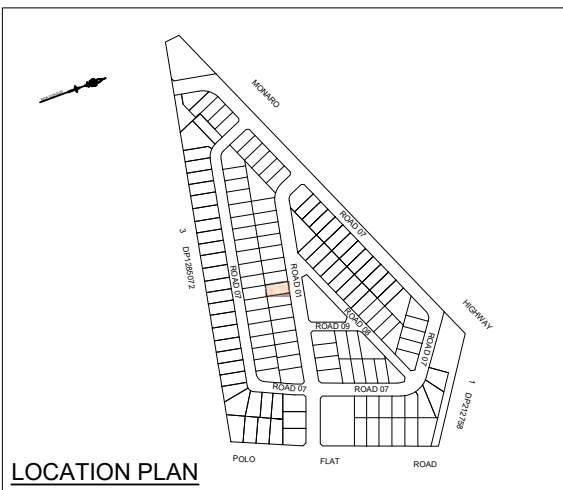 MONARO
ROAD 07
3 DP1285072
ROAD 07
ROAD 01
ROAD 08
HIGHWAY
ROAD 09
ROAD 07
1 DP212758
ROAD 07
ROAD 07
POLO FLAT ROAD
LOCATION PLAN